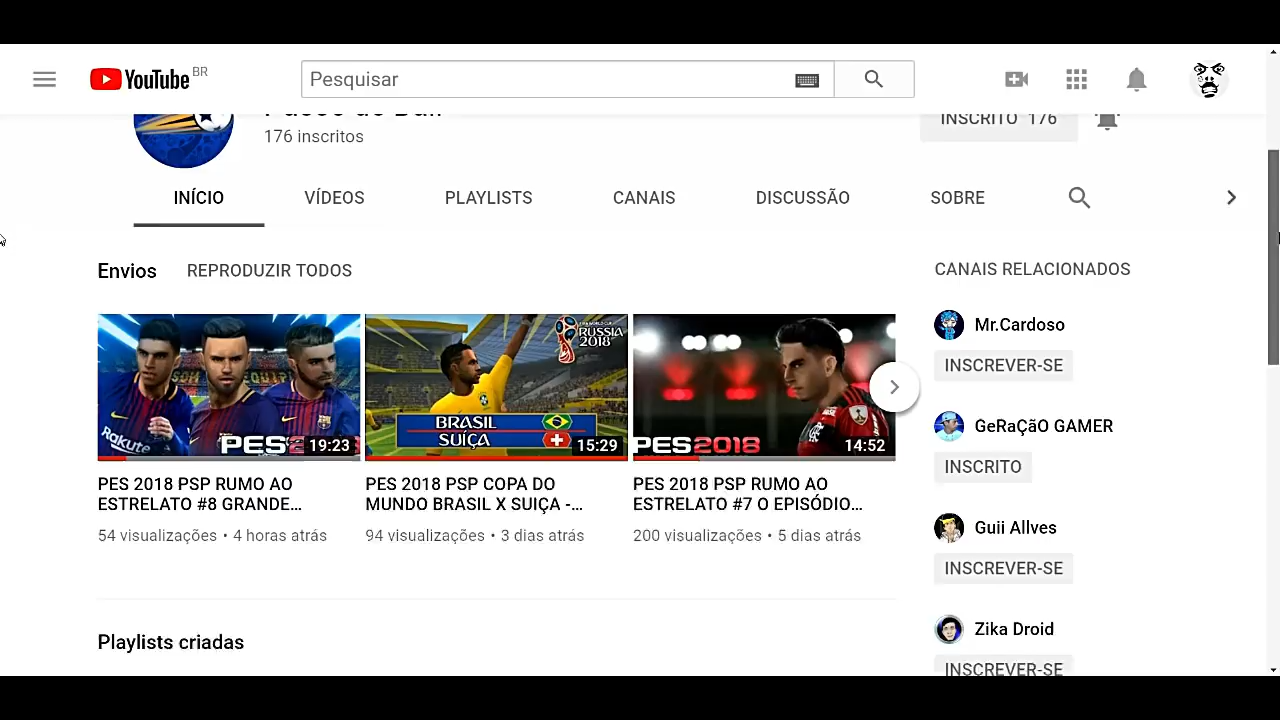 YouTube BR
Pesquisar
176 inscritos
INSCRITO 176
INÍCIO
VÍDEOS
PLAYLISTS
CANAIS
DISCUSSÃO
SOBRE
Envios
REPRODUZIR TODOS
CANAIS RELACIONADOS
Rakuten
PES 2
19:23
RUSSIA
2018
BRASIL
SUÍÇA
15:29
PES2018
14:52
PES 2018 PSP RUMO AO
ESTRELATO #8 GRANDE...
54 visualizações • 4 horas atrás
PES 2018 PSP COPA DO
MUNDO BRASIL X SUIÇA -...
94 visualizações • 3 dias atrás
PES 2018 PSP RUMO AO
ESTRELATO #7 O EPISÓDIO...
200 visualizações • 5 dias atrás
Mr.Cardoso
INSCREVER-SE
GeRaÇãO GAMER
INSCRITO
Guii Allves
INSCREVER-SE
Zika Droid
INSCREVER-SE
Playlists criadas